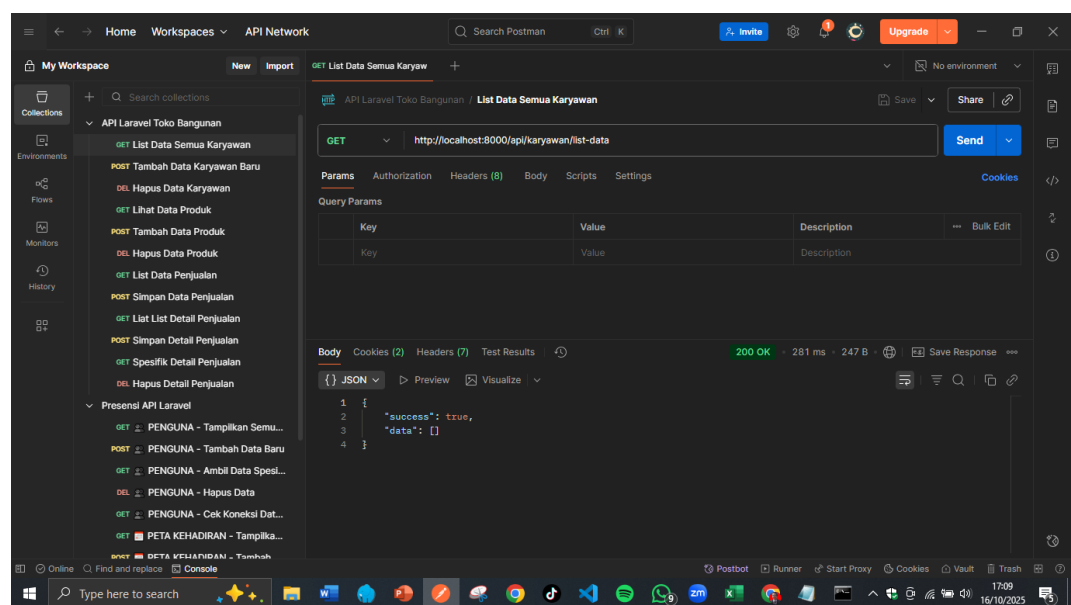 Home Workspaces API Network Search Postman Ctrl K Invite 1 Upgrade
My Workspace New Import GET List Data Semua Karyaw No environment
Collections
Environments
Flows
Monitors
History
Search collections
API Laravel Toko Bangunan
GET List Data Semua Karyawan
POST Tambah Data Karyawan Baru
DEL Hapus Data Karyawan
GET Lihat Data Produk
POST Tambah Data Produk
DEL Hapus Data Produk
GET List Data Penjualan
POST Simpan Data Penjualan
GET Liat List Detail Penjualan
POST Simpan Detail Penjualan
GET Spesifik Detail Penjualan
DEL Hapus Detail Penjualan
Presensi API Laravel
GET PENGUNA - Tampilkan Semu...
POST PENGUNA - Tambah Data Baru
GET PENGUNA - Ambil Data Spesi...
DEL PENGUNA - Hapus Data
GET PENGUNA - Cek Koneksi Dat...
GET PETA KEHADIRAN - Tampilka...
POST PETA KEHADIRAN - Tambah
HTTP API Laravel Toko Bangunan / List Data Semua Karyawan Save Share
GET http://localhost:8000/api/karyawan/list-data Send
Params Authorization Headers (8) Body Scripts Settings Cookies
Query Params
Key Value Description Bulk Edit
Key Value Description
Body Cookies (2) Headers (7) Test Results 200 OK 281 ms 247 B Save Response
{} JSON Preview Visualize
1 {
2 "success": true,
3 "data": []
4 }
Online Find and replace Console Postbot Runner Start Proxy Cookies Vault Trash
Type here to search 9 zm 17:09
16/10/2025 5